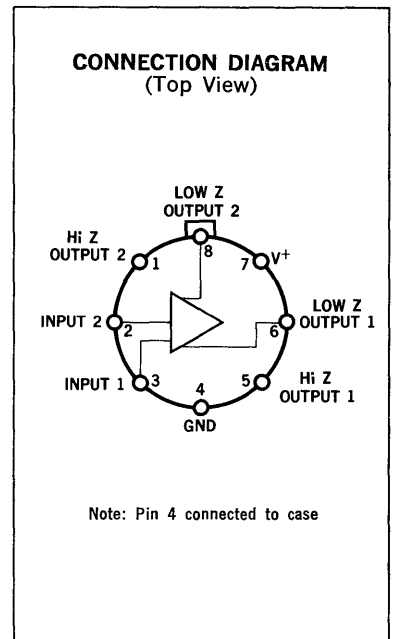 CONNECTION DIAGRAM
(Top View)
LOW Z
OUTPUT 2
8
Hi Z
OUTPUT 2
1
7
V+
INPUT 2
2
LOW Z
OUTPUT 1
6
INPUT 1
3
4
GND
5
Hi Z
OUTPUT 1
Note: Pin 4 connected to case